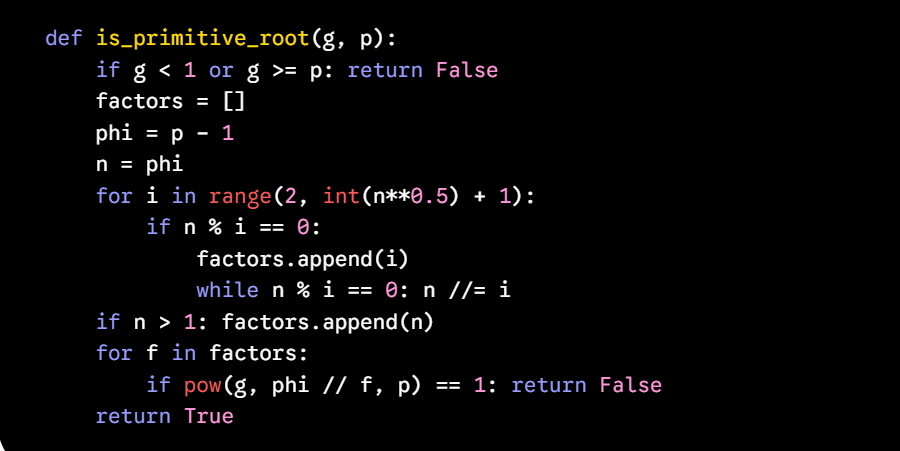 def is_primitive_root(g, p):
    if g < 1 or g >= p: return False
    factors = []
    phi = p - 1
    n = phi
    for i in range(2, int(n**0.5) + 1):
        if n % i == 0:
            factors.append(i)
            while n % i == 0: n //= i
    if n > 1: factors.append(n)
    for f in factors:
        if pow(g, phi // f, p) == 1: return False
    return True